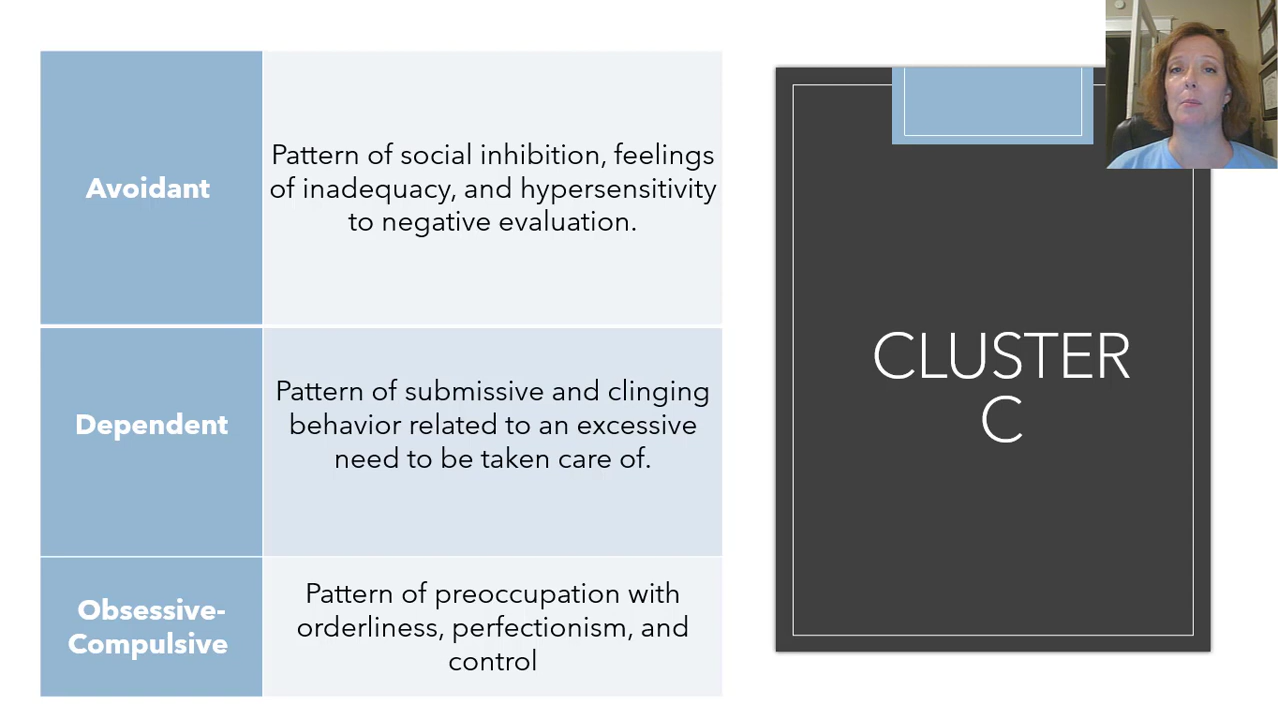 Avoidant
Pattern of social inhibition, feelings
of inadequacy, and hypersensitivity
to negative evaluation.
Dependent
Pattern of submissive and clinging
behavior related to an excessive
need to be taken care of.
Obsessive-
Compulsive
Pattern of preoccupation with
orderliness, perfectionism, and
control
CLUSTER
C